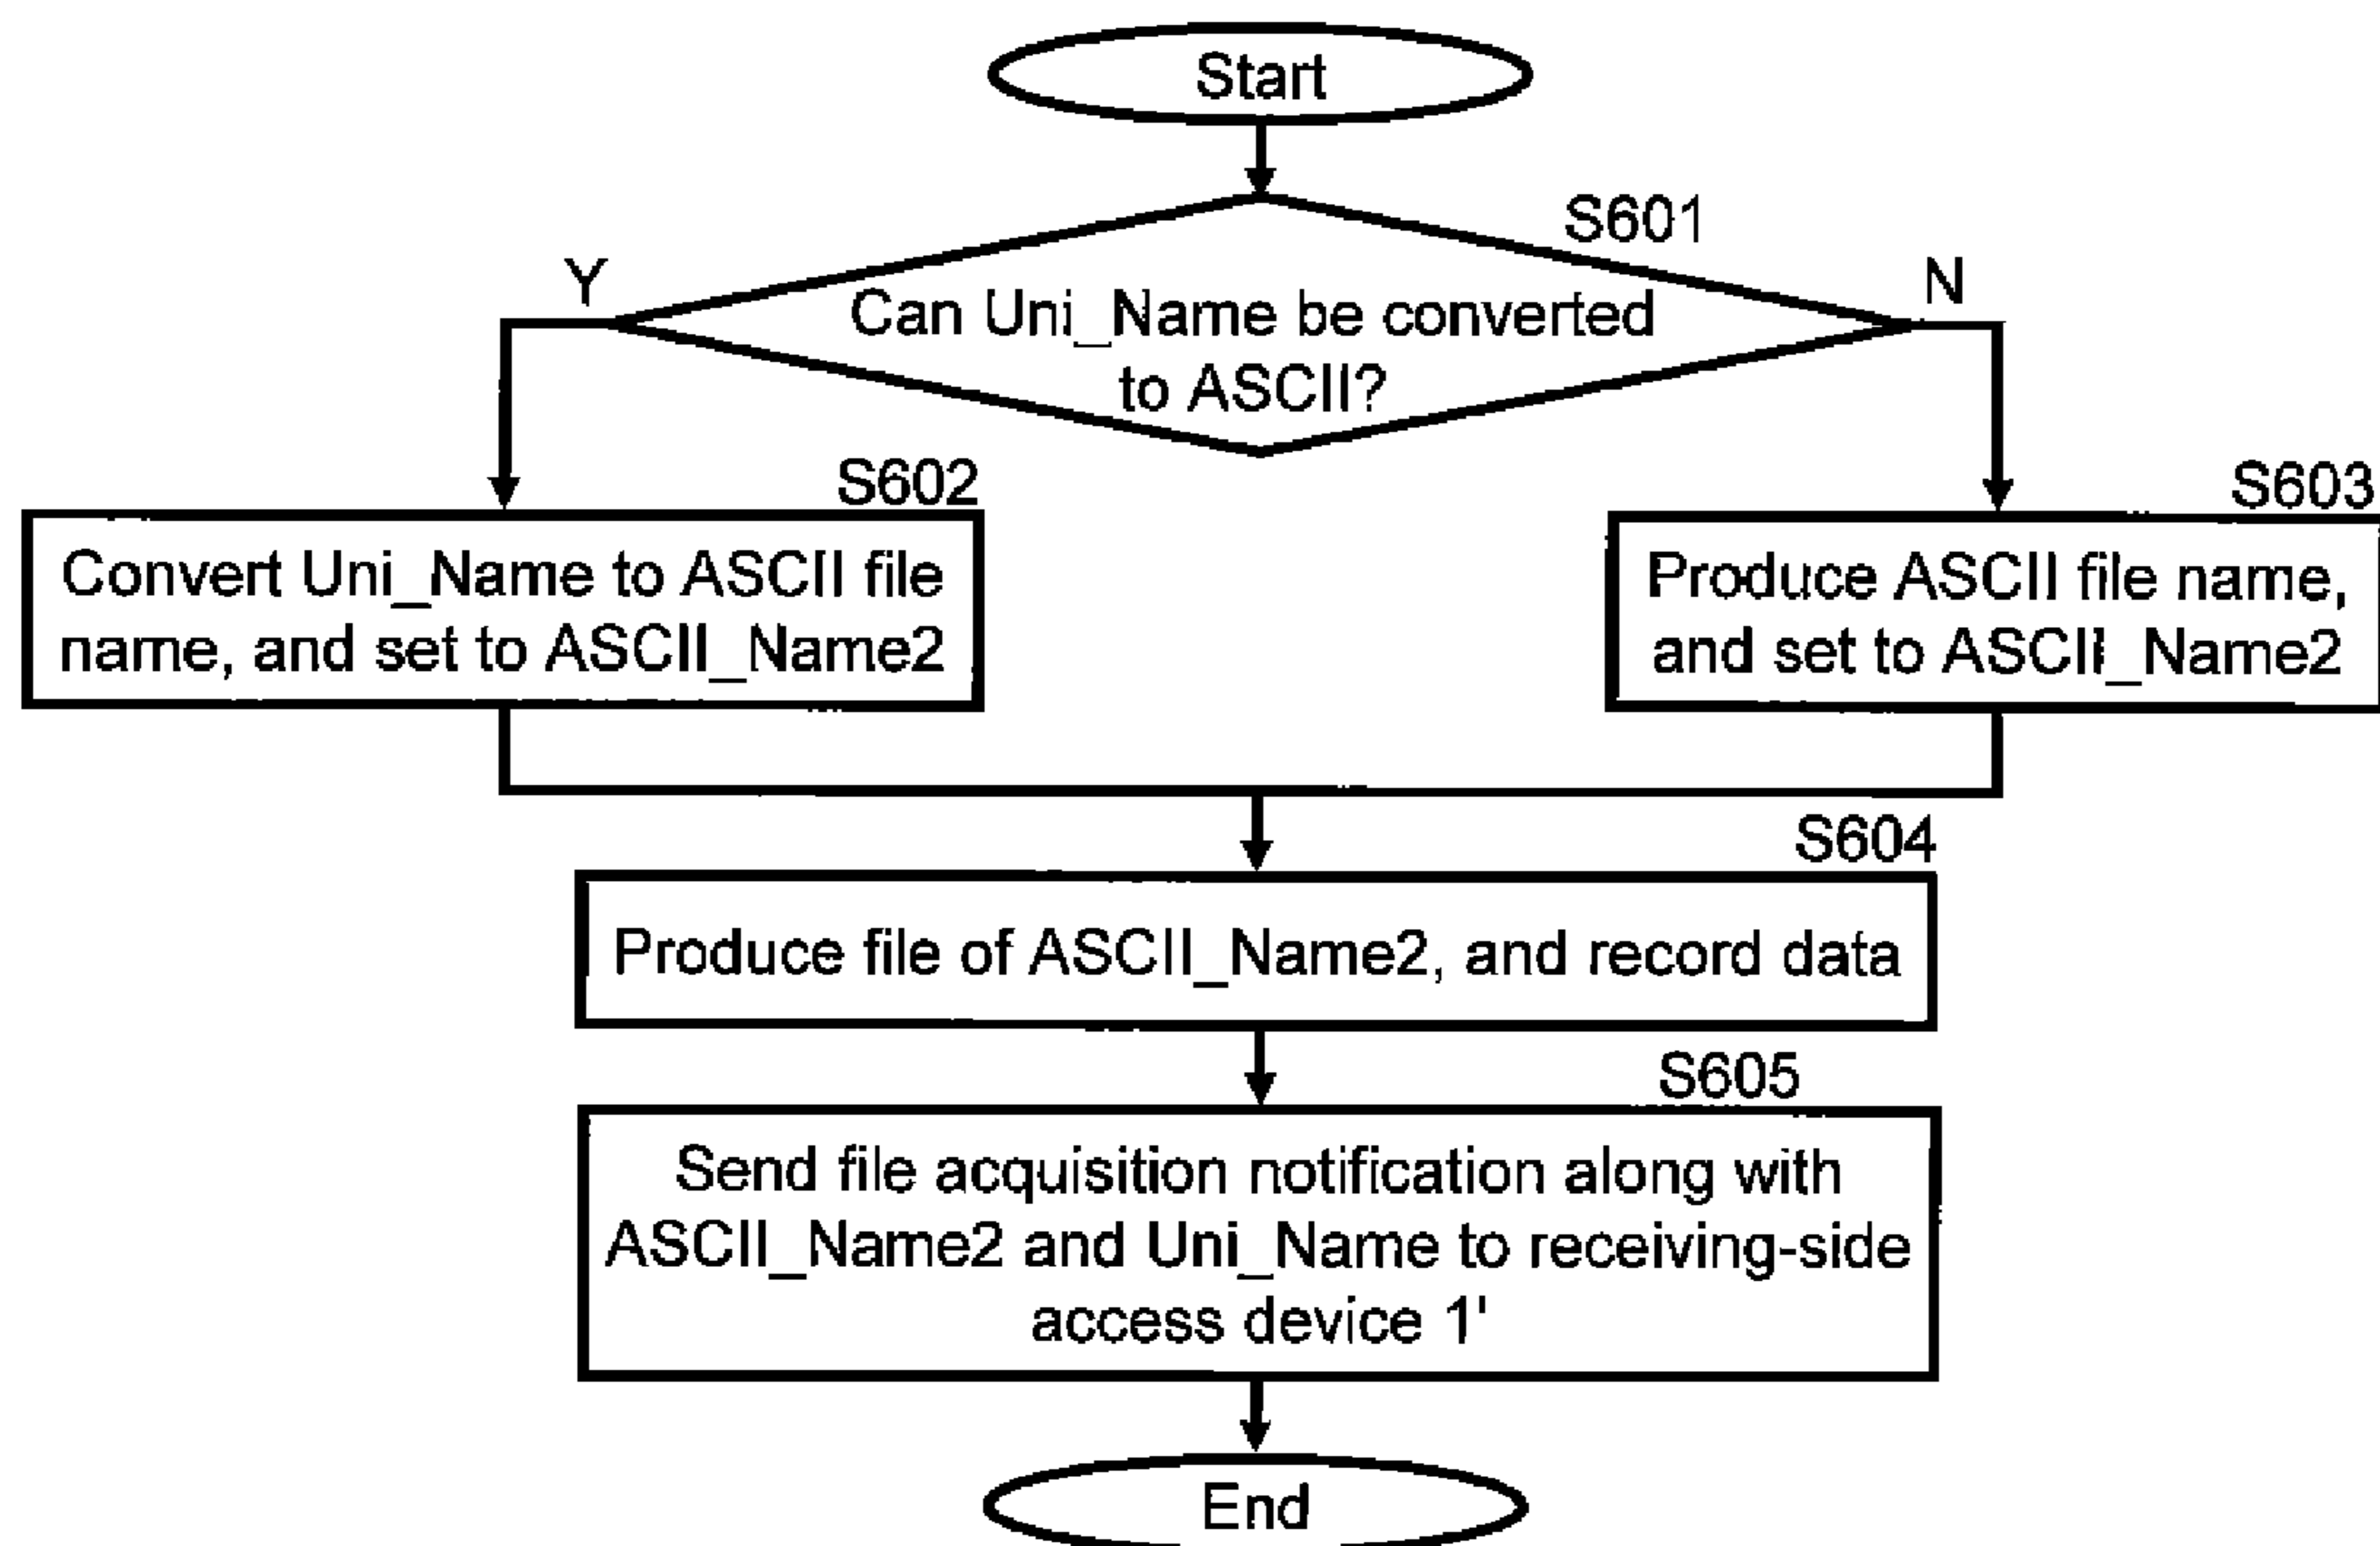 Start
S601
Y
N
Can Uni_Name be converted
to ASCII?
S602
Convert Uni_Name to ASCII file
name, and set to ASCII_Name2
S603
Produce ASCII file name,
and set to ASCII_Name2
S604
Produce file of ASCII_Name2, and record data
S605
Send file acquisition notification along with
ASCII_Name2 and Uni_Name to receiving-side
access device 1'
End